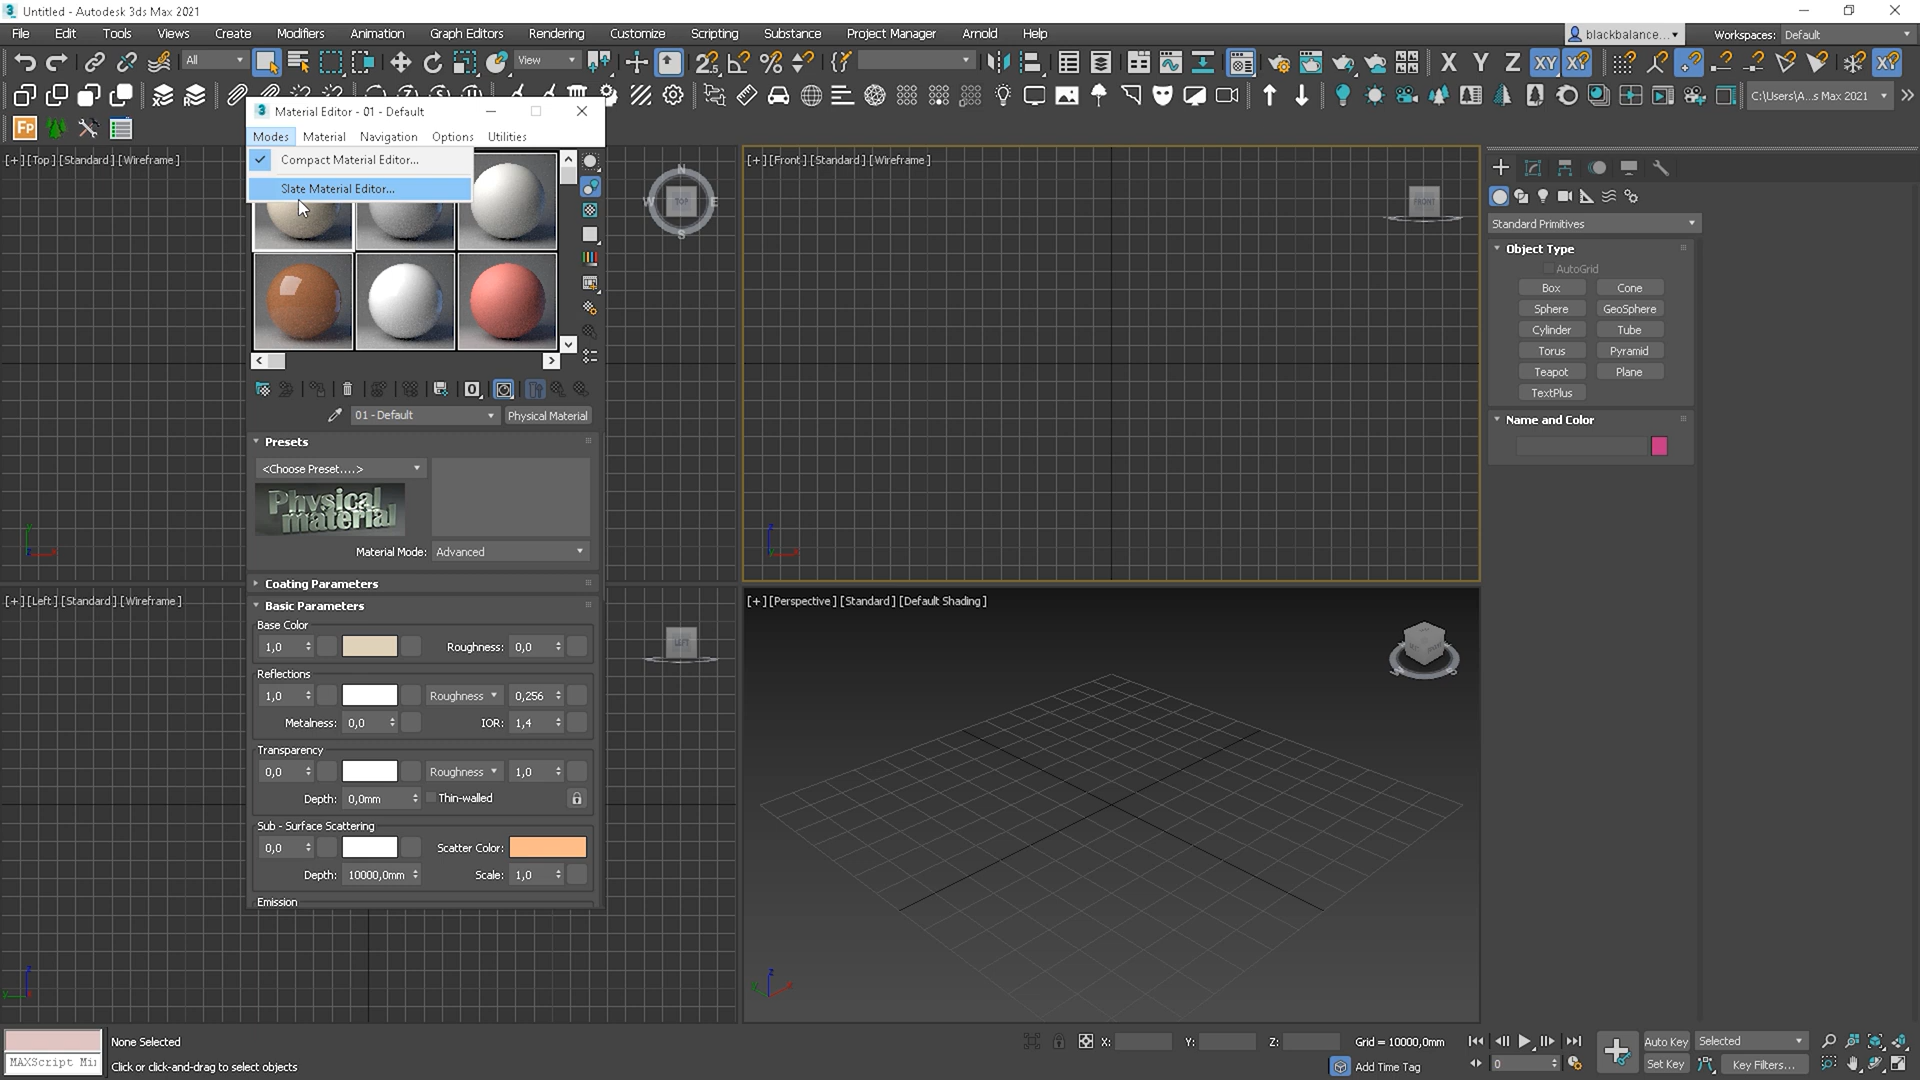 Untitled - Autodesk 3ds Max 2021
File Edit Tools Views Create Modifiers Animation Graph Editors Rendering Customize Scripting Substance Project Manager Arnold Help
blackbalance... Workspaces: Default
All View X Y Z XY XY XY
C:\Users\A...s Max 2021
Fp
Material Editor - 01 - Default
Modes Material Navigation Options Utilities
Compact Material Editor...
Slate Material Editor...
01 - Default Physical Material
Presets
<Choose Preset....>
Physical material
Material Mode: Advanced
Coating Parameters
Basic Parameters
Base Color
1,0 Roughness: 0,0
Reflections
1,0 Roughness 0,256
Metalness: 0,0 IOR: 1,4
Transparency
0,0 Roughness 1,0
Depth: 0,0mm Thin-walled
Sub - Surface Scattering
0,0 Scatter Color:
Depth: 10000,0mm Scale: 1,0
Emission
[+] [Top] [Standard] [Wireframe]
N W E S
TOP
[+] [Front] [Standard] [Wireframe]
FRONT
[+] [Left] [Standard] [Wireframe]
LEFT
[+] [Perspective] [Standard] [Default Shading]
Standard Primitives
Object Type
AutoGrid
Box Cone
Sphere GeoSphere
Cylinder Tube
Torus Pyramid
Teapot Plane
TextPlus
Name and Color
None Selected
MAXScript Mi
Click or click-and-drag to select objects
X: Y: Z: Grid = 10000,0mm
Add Time Tag
0
Auto Key Selected
Set Key Key Filters...